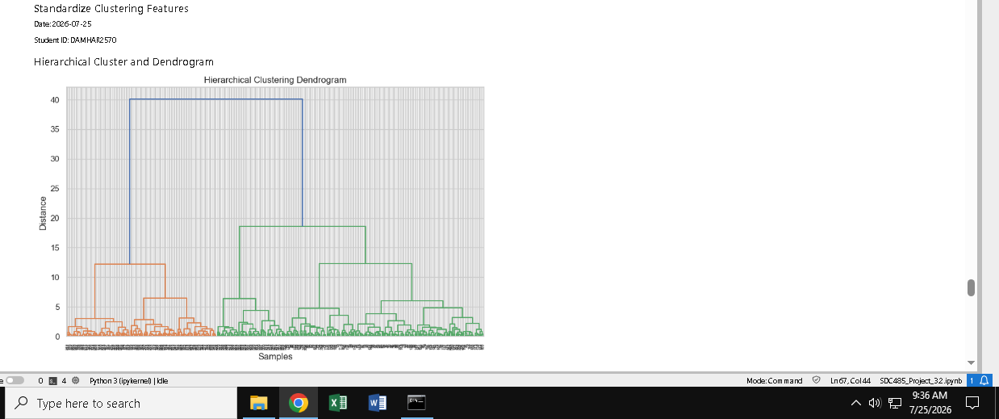 Standardize Clustering Features
Date: 2026-07-25
Student ID: DAMHAR2570
Hierarchical Cluster and Dendrogram
Hierarchical Clustering Dendrogram
40
35
30
25
20
15
10
5
0
Distance
Samples
0 4 Python 3 (ipykernel) | Idle
Mode: Command Ln 67, Col 44 SDC485_Project_3.2.ipynb 1
Type here to search
9:36 AM
7/25/2026